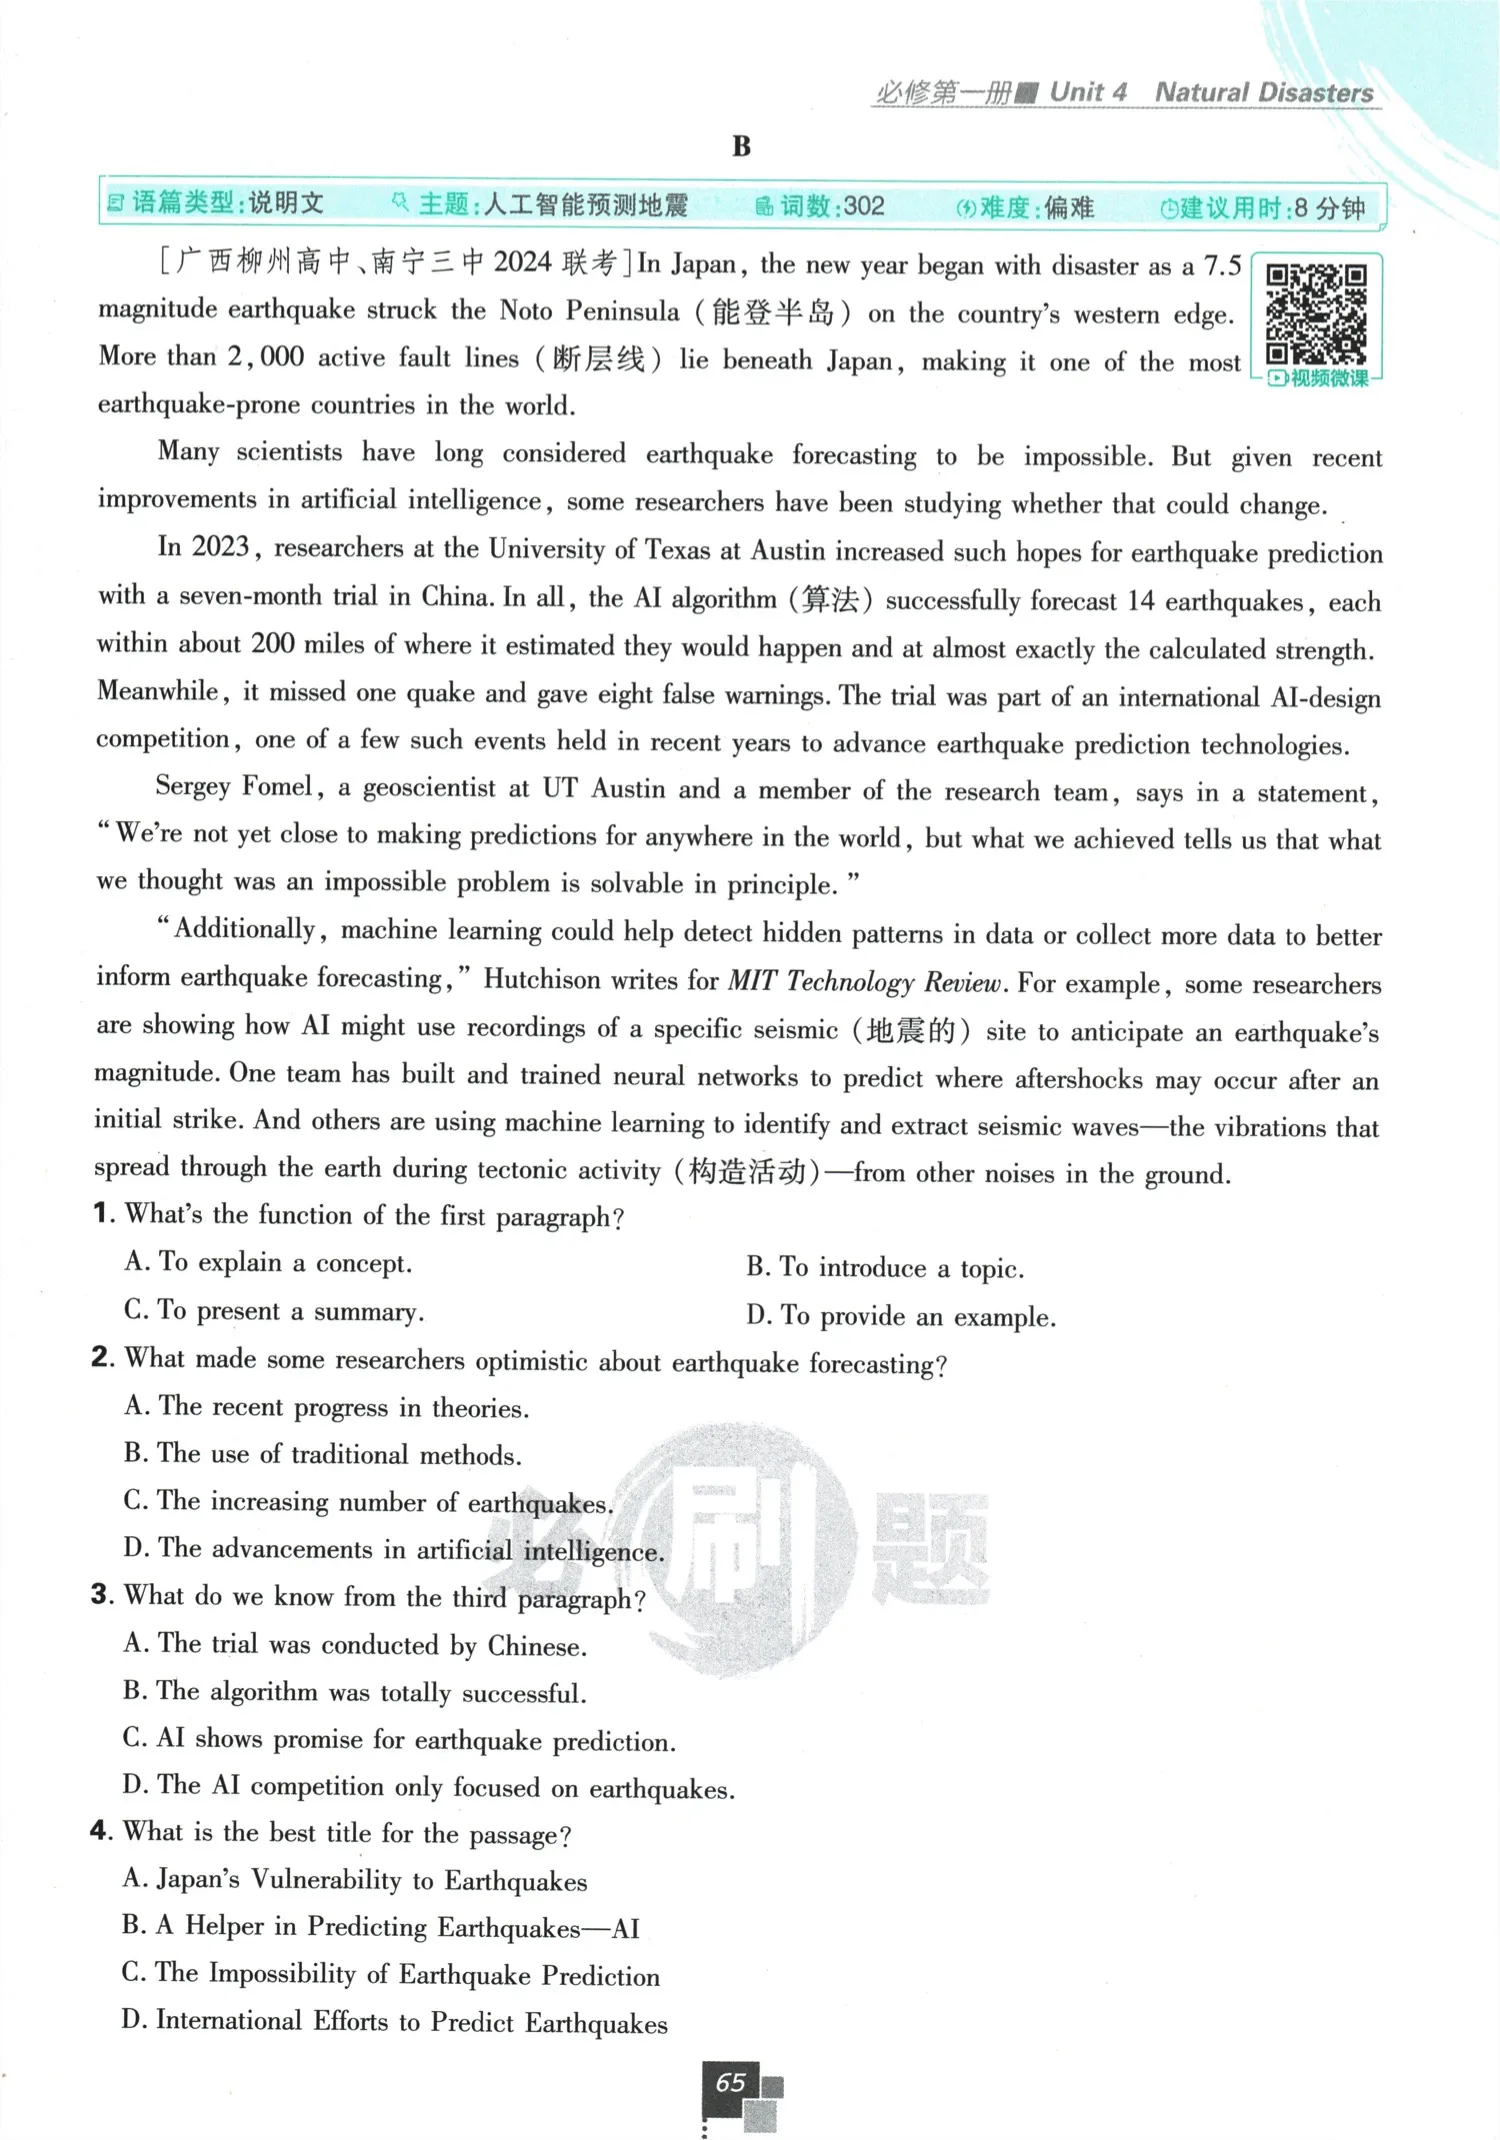 必修第一册 Unit 4 Natural Disasters
B
语篇类型:说明文 主题:人工智能预测地震 词数:302 难度:偏难 建议用时:8 分钟
[广西柳州高中、南宁三中 2024 联考]In Japan, the new year began with disaster as a 7.5
magnitude earthquake struck the Noto Peninsula (能登半岛) on the country's western edge.
More than 2,000 active fault lines (断层线) lie beneath Japan, making it one of the most
earthquake-prone countries in the world.
视频微课
Many scientists have long considered earthquake forecasting to be impossible. But given recent
improvements in artificial intelligence, some researchers have been studying whether that could change.
In 2023, researchers at the University of Texas at Austin increased such hopes for earthquake prediction
with a seven-month trial in China. In all, the AI algorithm (算法) successfully forecast 14 earthquakes, each
within about 200 miles of where it estimated they would happen and at almost exactly the calculated strength.
Meanwhile, it missed one quake and gave eight false warnings. The trial was part of an international AI-design
competition, one of a few such events held in recent years to advance earthquake prediction technologies.
Sergey Fomel, a geoscientist at UT Austin and a member of the research team, says in a statement,
“We're not yet close to making predictions for anywhere in the world, but what we achieved tells us that what
we thought was an impossible problem is solvable in principle.”
“Additionally, machine learning could help detect hidden patterns in data or collect more data to better
inform earthquake forecasting,” Hutchison writes for MIT Technology Review. For example, some researchers
are showing how AI might use recordings of a specific seismic (地震的) site to anticipate an earthquake's
magnitude. One team has built and trained neural networks to predict where aftershocks may occur after an
initial strike. And others are using machine learning to identify and extract seismic waves—the vibrations that
spread through the earth during tectonic activity (构造活动)—from other noises in the ground.
1. What's the function of the first paragraph?
A. To explain a concept. B. To introduce a topic.
C. To present a summary. D. To provide an example.
2. What made some researchers optimistic about earthquake forecasting?
A. The recent progress in theories.
B. The use of traditional methods.
C. The increasing number of earthquakes.
D. The advancements in artificial intelligence.
必刷题
3. What do we know from the third paragraph?
A. The trial was conducted by Chinese.
B. The algorithm was totally successful.
C. AI shows promise for earthquake prediction.
D. The AI competition only focused on earthquakes.
4. What is the best title for the passage?
A. Japan's Vulnerability to Earthquakes
B. A Helper in Predicting Earthquakes—AI
C. The Impossibility of Earthquake Prediction
D. International Efforts to Predict Earthquakes
65